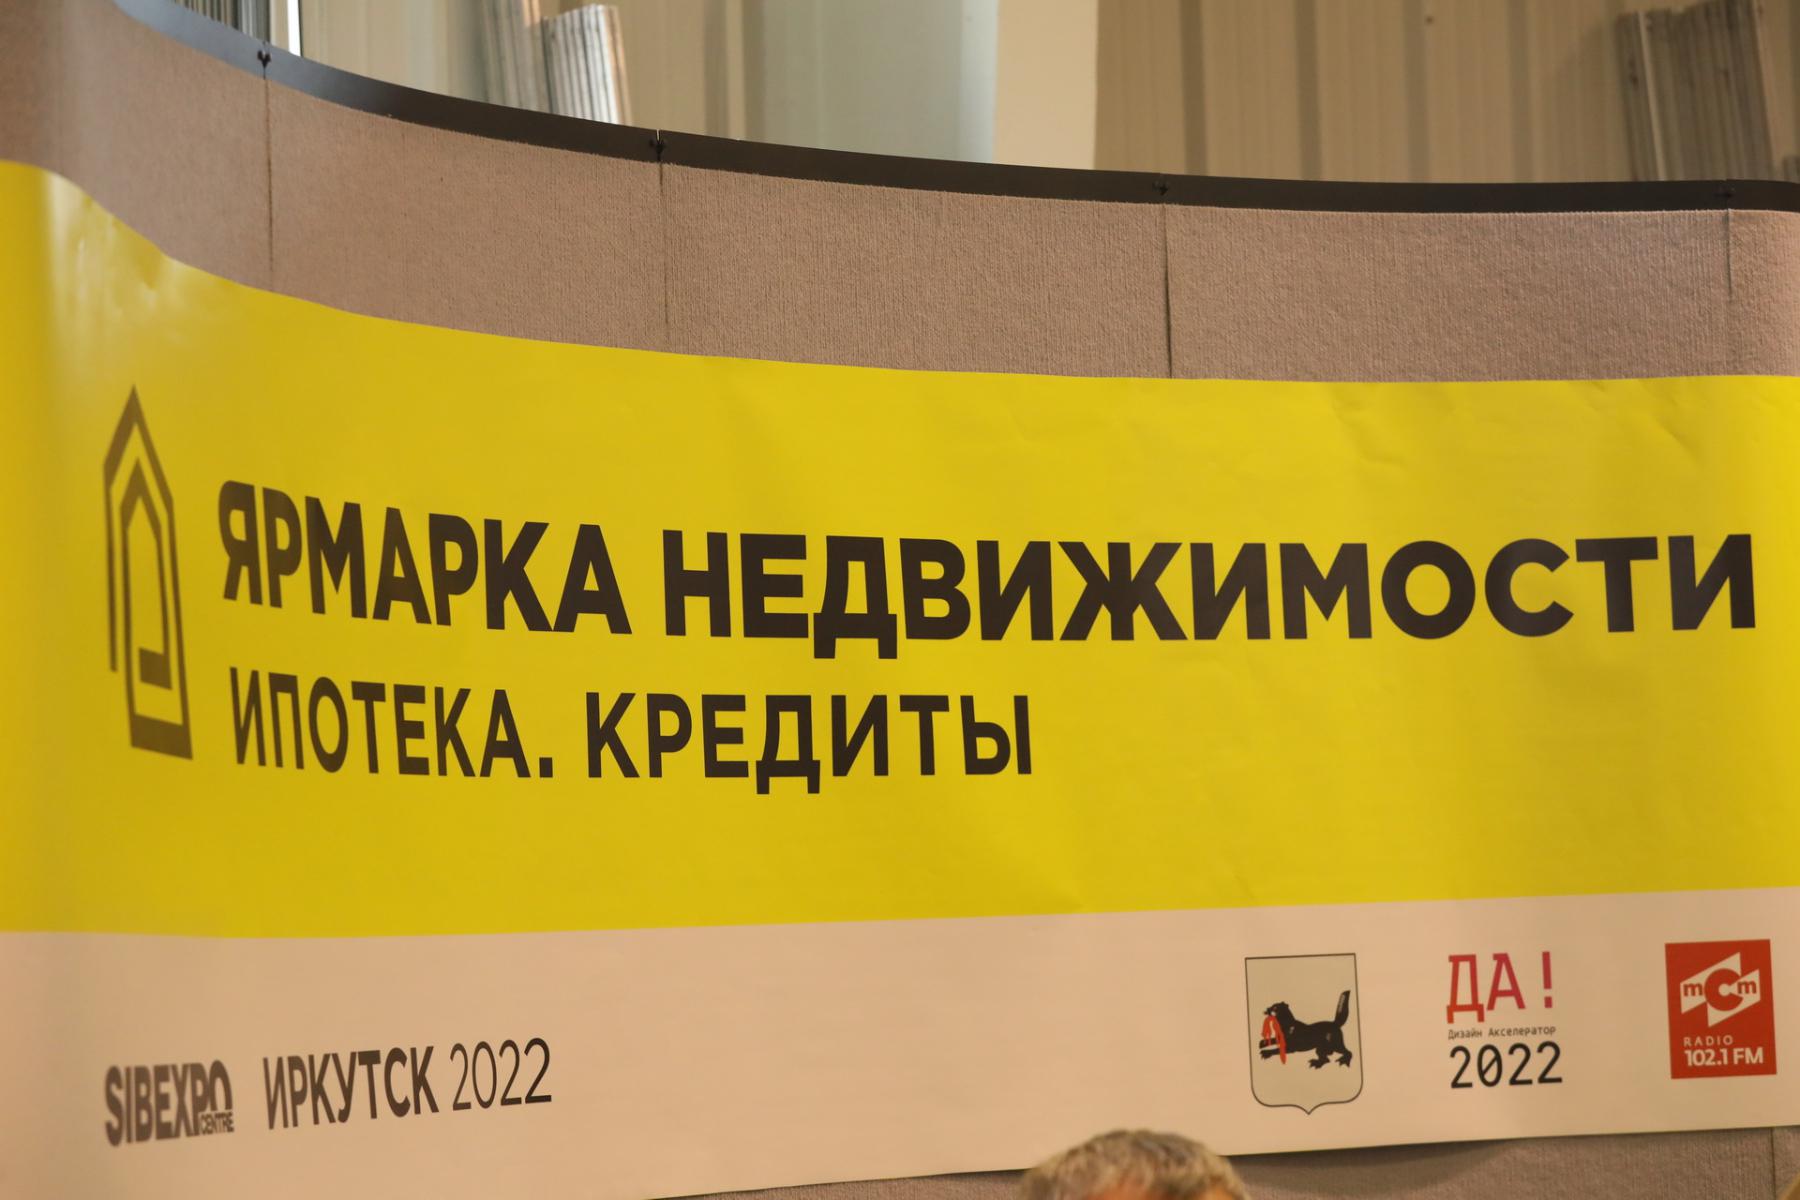 ЯРМАРКА НЕДВИЖИМОСТИ
ИПОТЕКА. КРЕДИТЫ
SIBEXPO
CENTRE
ИРКУТСК 2022
ДА!
Дизайн Акселератор
2022
mCm
RADIO
102.1 FM